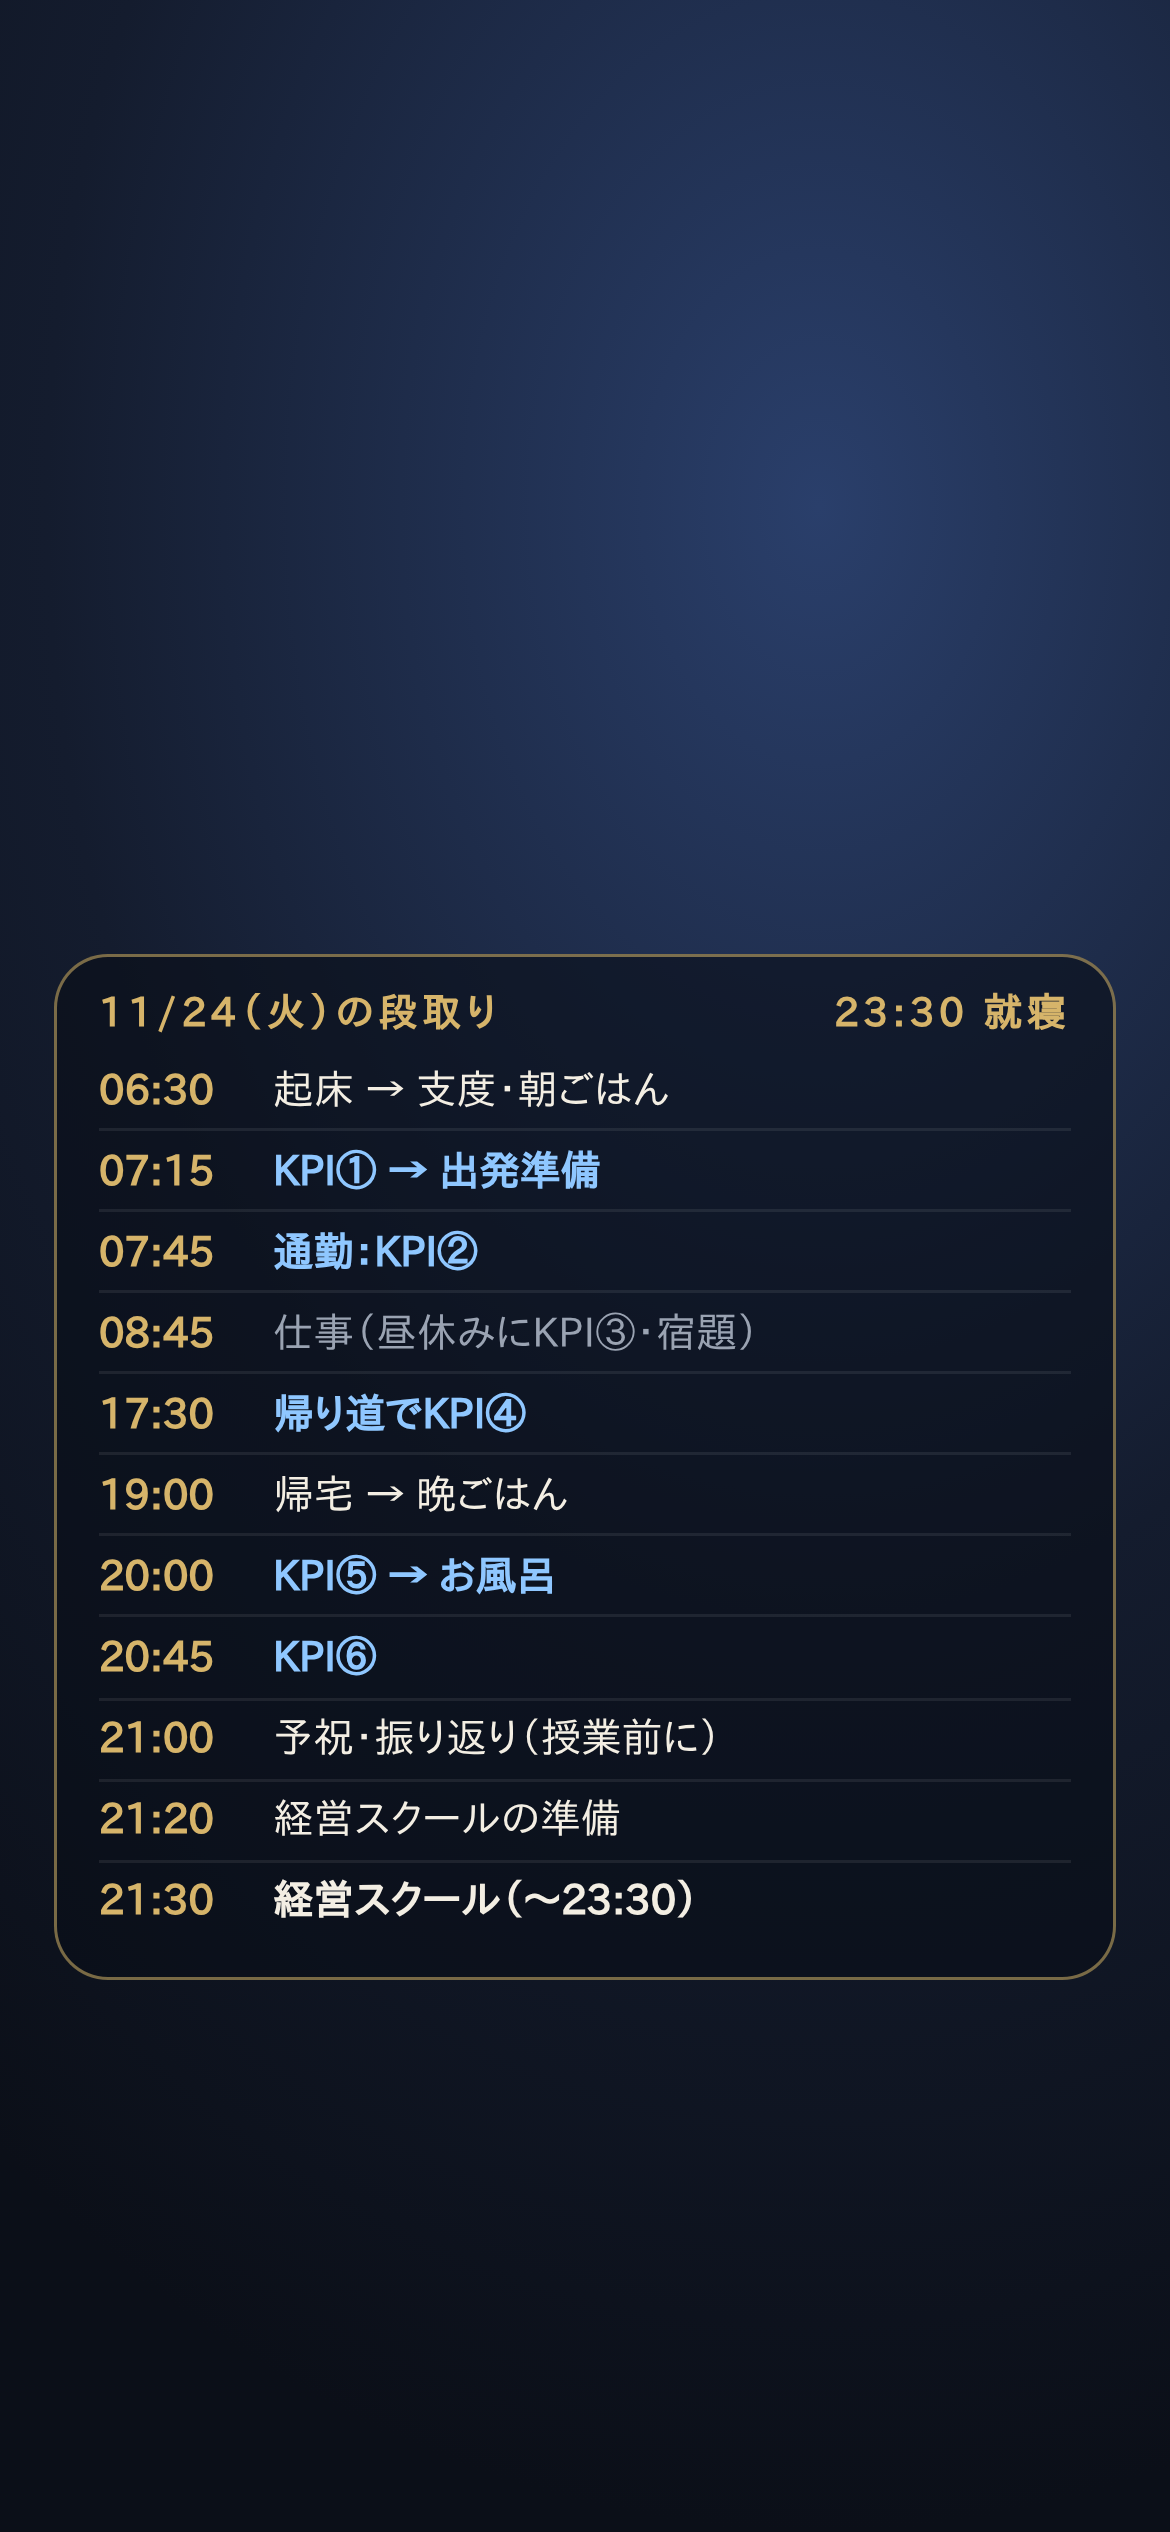 11/24（火）の段取り 23:30 就寝
06:30 起床 → 支度・朝ごはん
07:15 KPI① → 出発準備
07:45 通勤：KPI②
08:45 仕事（昼休みにKPI③・宿題）
17:30 帰り道でKPI④
19:00 帰宅 → 晩ごはん
20:00 KPI⑤ → お風呂
20:45 KPI⑥
21:00 予祝・振り返り（授業前に）
21:20 経営スクールの準備
21:30 経営スクール（〜23:30）